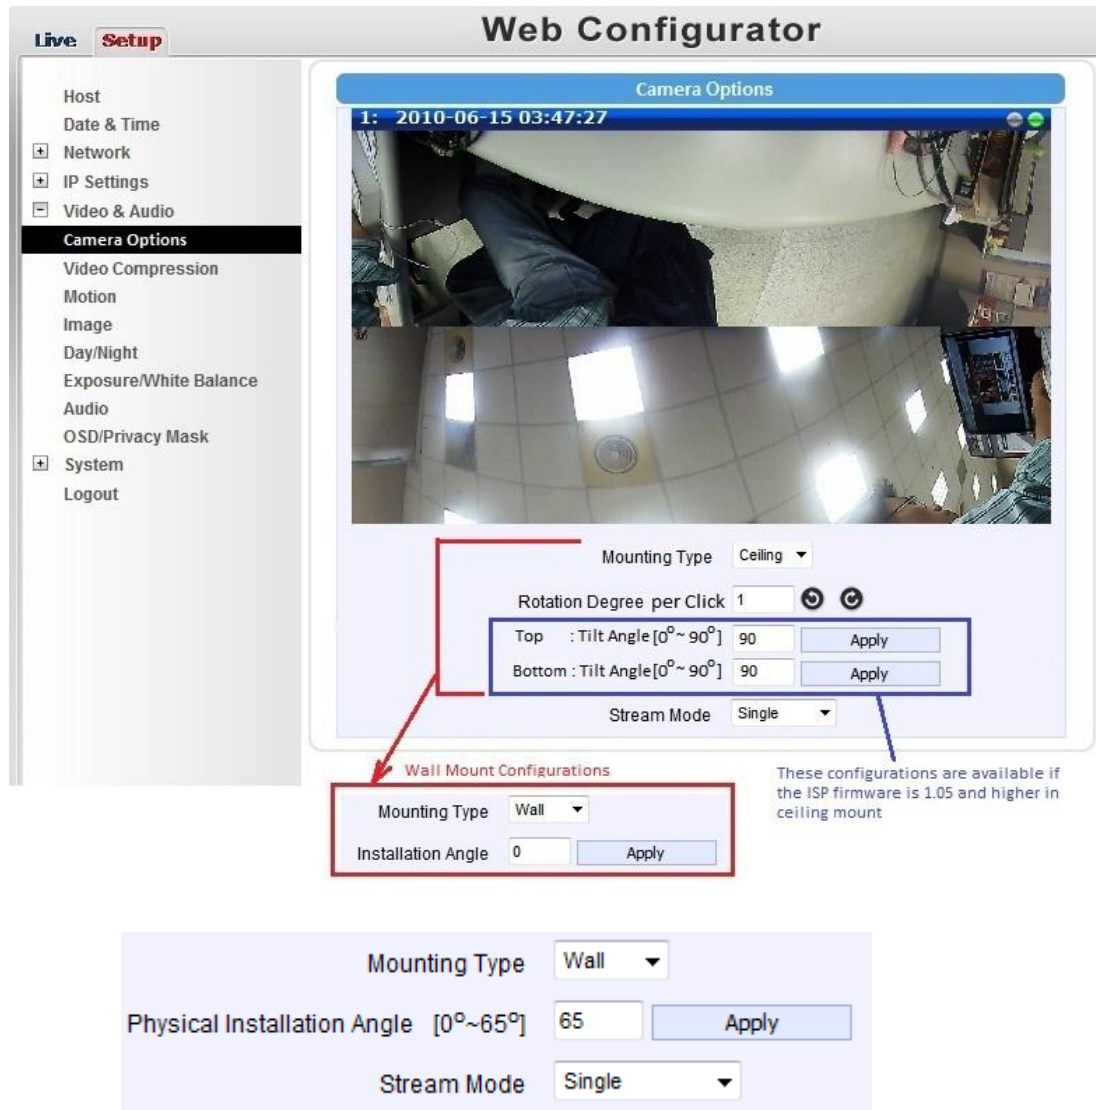 Web Configurator
Live Setup
Host
Date & Time
Network
IP Settings
Video & Audio
Camera Options
Video Compression
Motion
Image
Day/Night
Exposure/White Balance
Audio
OSD/Privacy Mask
System
Logout
Camera Options
1: 2010-06-15 03:47:27
Mounting Type Ceiling
Rotation Degree per Click 1
Top : Tilt Angle[0°~ 90°] 90 Apply
Bottom : Tilt Angle[0°~ 90°] 90 Apply
Stream Mode Single
Wall Mount Configurations
Mounting Type Wall
Installation Angle 0 Apply
These configurations are available if
the ISP firmware is 1.05 and higher in
ceiling mount
Mounting Type Wall
Physical Installation Angle [0°~65°] 65 Apply
Stream Mode Single